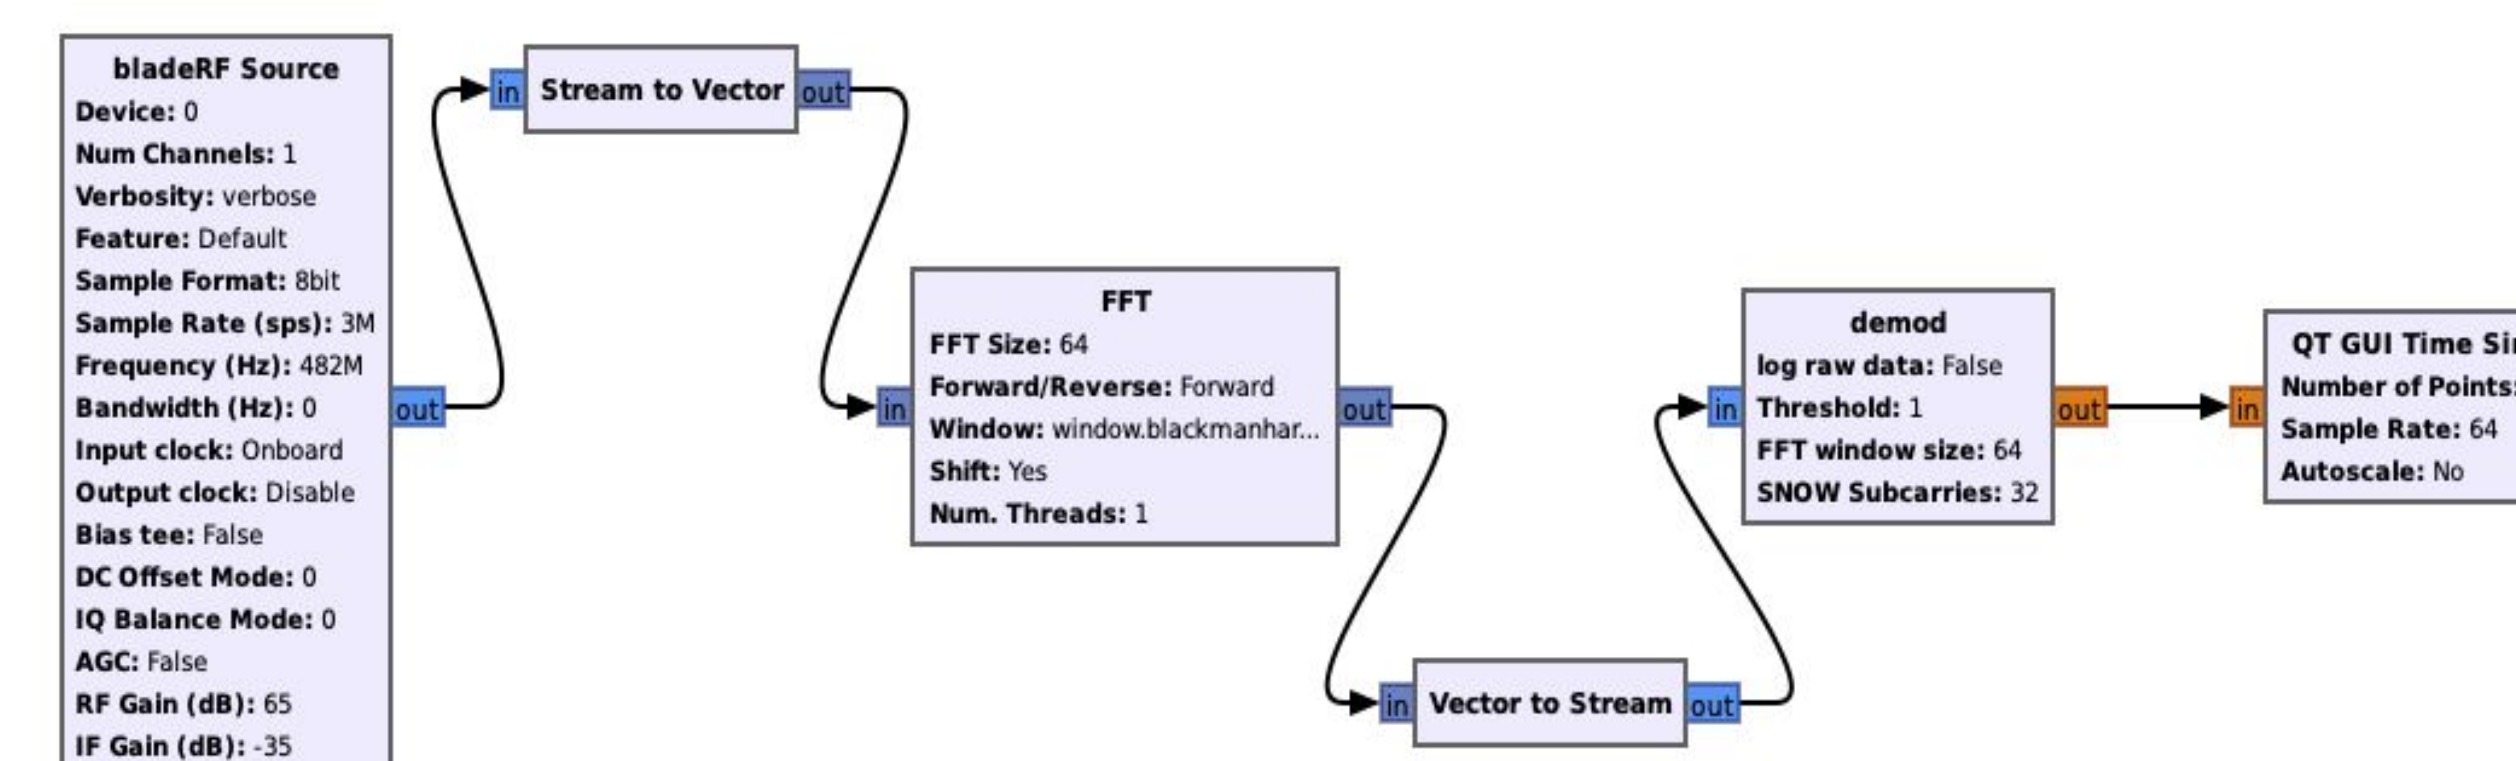 bladeRF Source
Device: 0
Num Channels: 1
Verbosity: verbose
Feature: Default
Sample Format: 8bit
Sample Rate (sps): 3M
Frequency (Hz): 482M
Bandwidth (Hz): 0
Input clock: Onboard
Output clock: Disable
Bias tee: False
DC Offset Mode: 0
IQ Balance Mode: 0
AGC: False
RF Gain (dB): 65
IF Gain (dB): -35
out
in
Stream to Vector
out
in
FFT
FFT Size: 64
Forward/Reverse: Forward
Window: window.blackmanhar...
Shift: Yes
Num. Threads: 1
out
in
Vector to Stream
out
in
demod
log raw data: False
Threshold: 1
FFT window size: 64
SNOW Subcarries: 32
out
in
QT GUI Time
Number of Points:
Sample Rate: 64
Autoscale: No